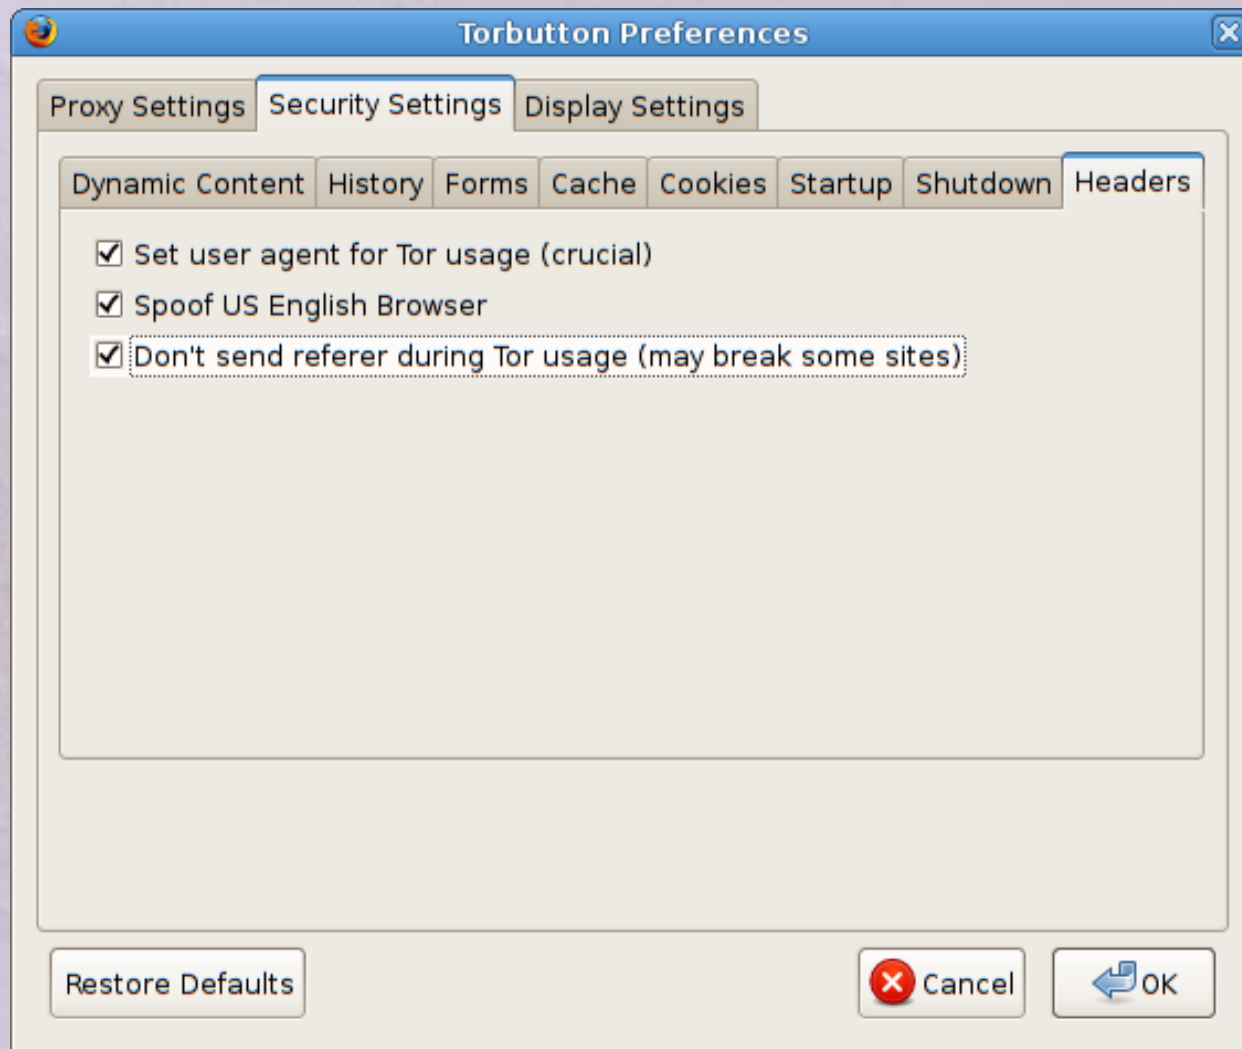 Torbutton Preferences
Proxy Settings Security Settings Display Settings
Dynamic Content History Forms Cache Cookies Startup Shutdown Headers
Set user agent for Tor usage (crucial)
Spoof US English Browser
Don't send referer during Tor usage (may break some sites)
Restore Defaults Cancel OK